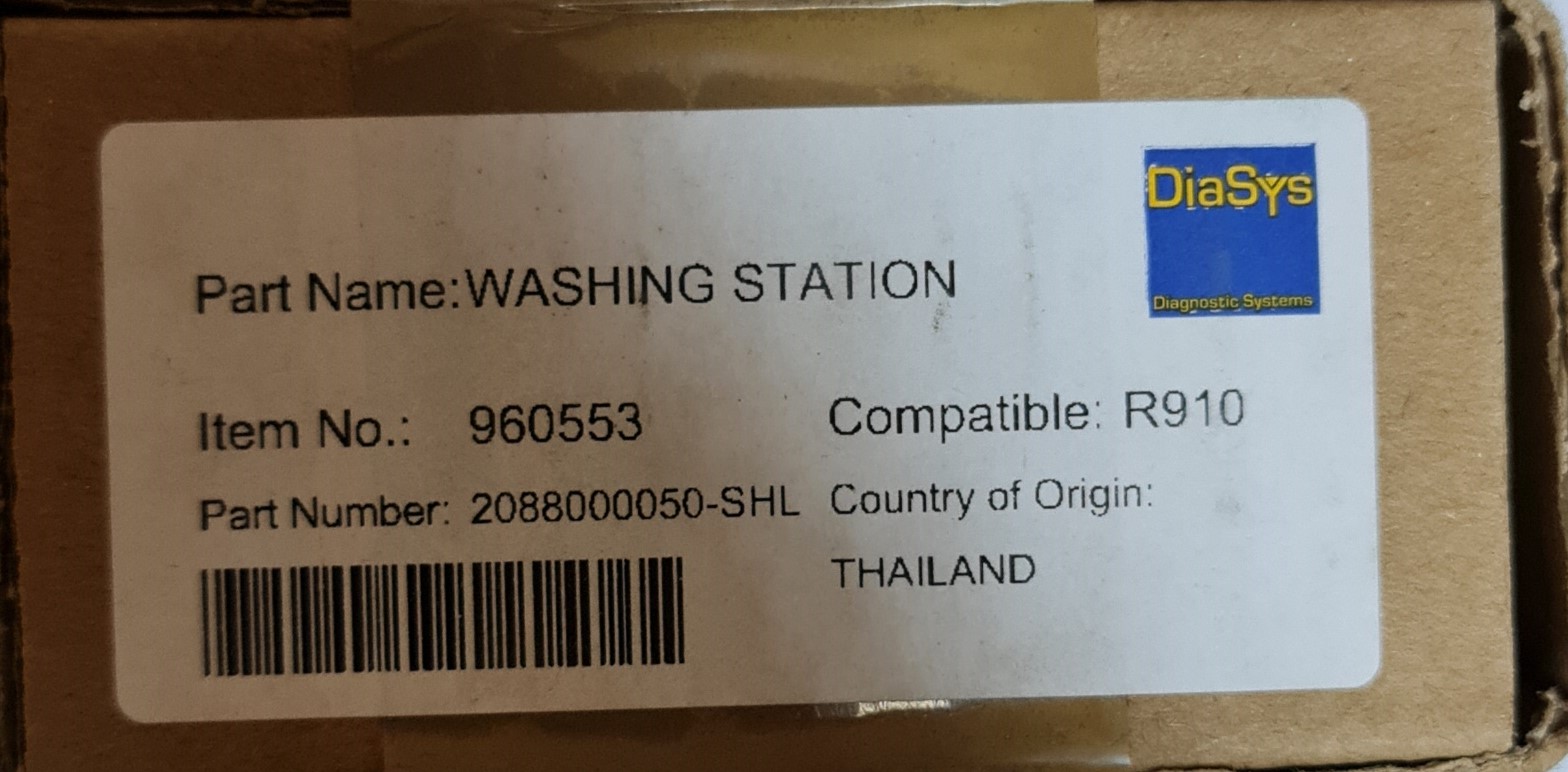 DiaSys
Diagnostic Systems
Part Name:WASHING STATION
Item No.: 960553 Compatible: R910
Part Number: 2088000050-SHL Country of Origin:
THAILAND